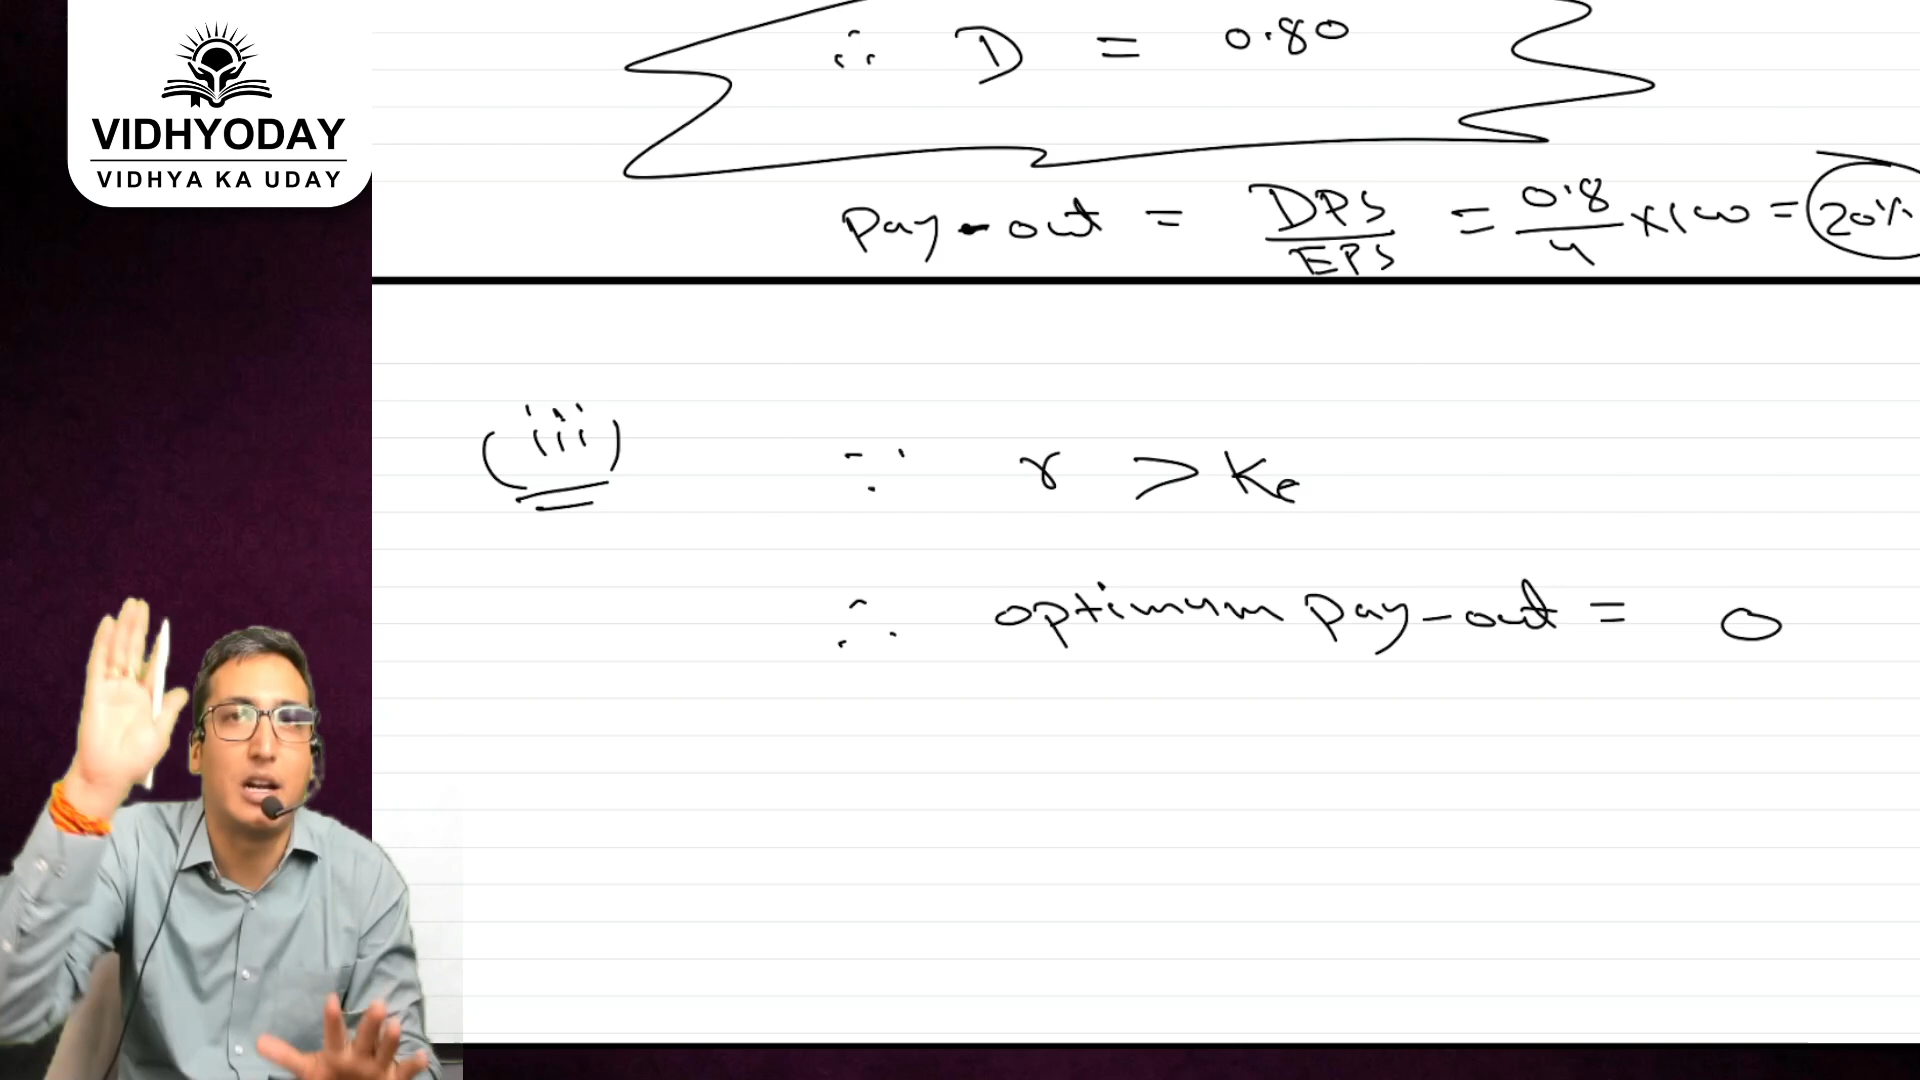 VIDHYODAY
VIDHYA KA UDAY
∴ D = 0.80
Pay-out = DPS/EPS = 0.8/4 × 100 = 20%
(iii) ∵ r > Ke
∴ optimum pay-out = 0